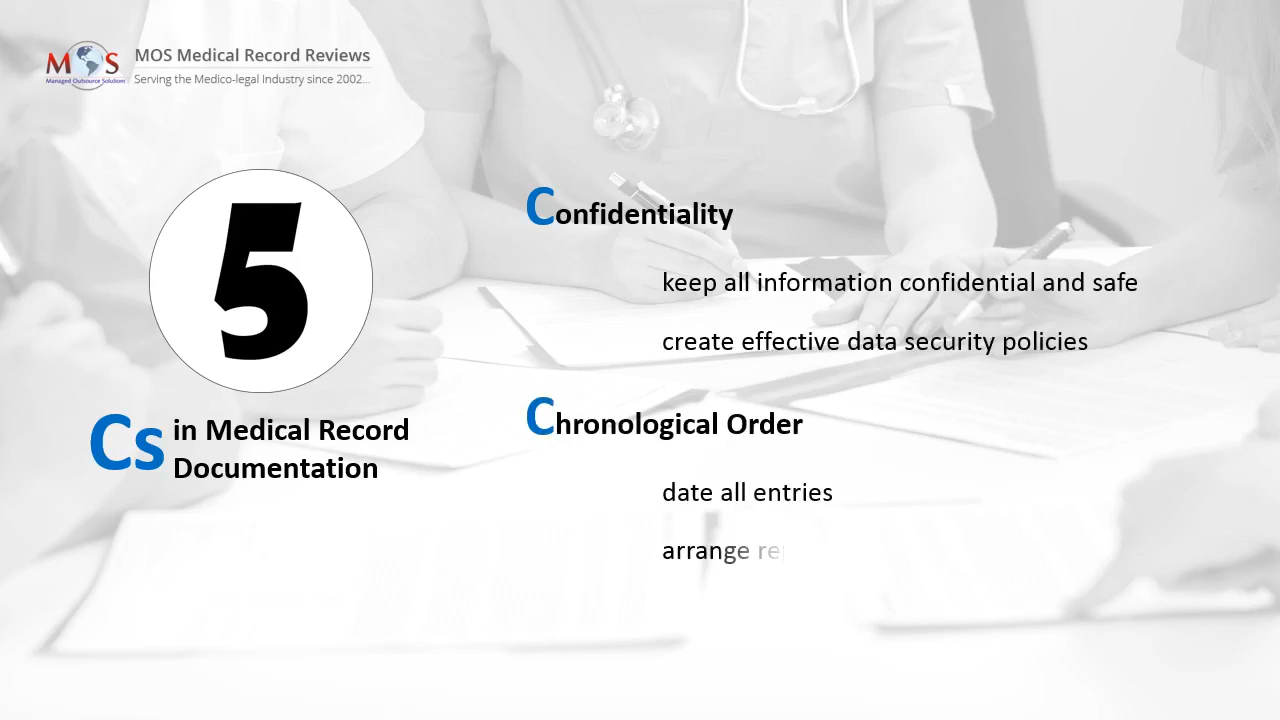 MOS MOS Medical Record Reviews
Managed Outsource Solutions Serving the Medico-legal Industry since 2002...
5
Cs in Medical Record
Documentation
Confidentiality
keep all information confidential and safe
create effective data security policies
Chronological Order
date all entries
arrange